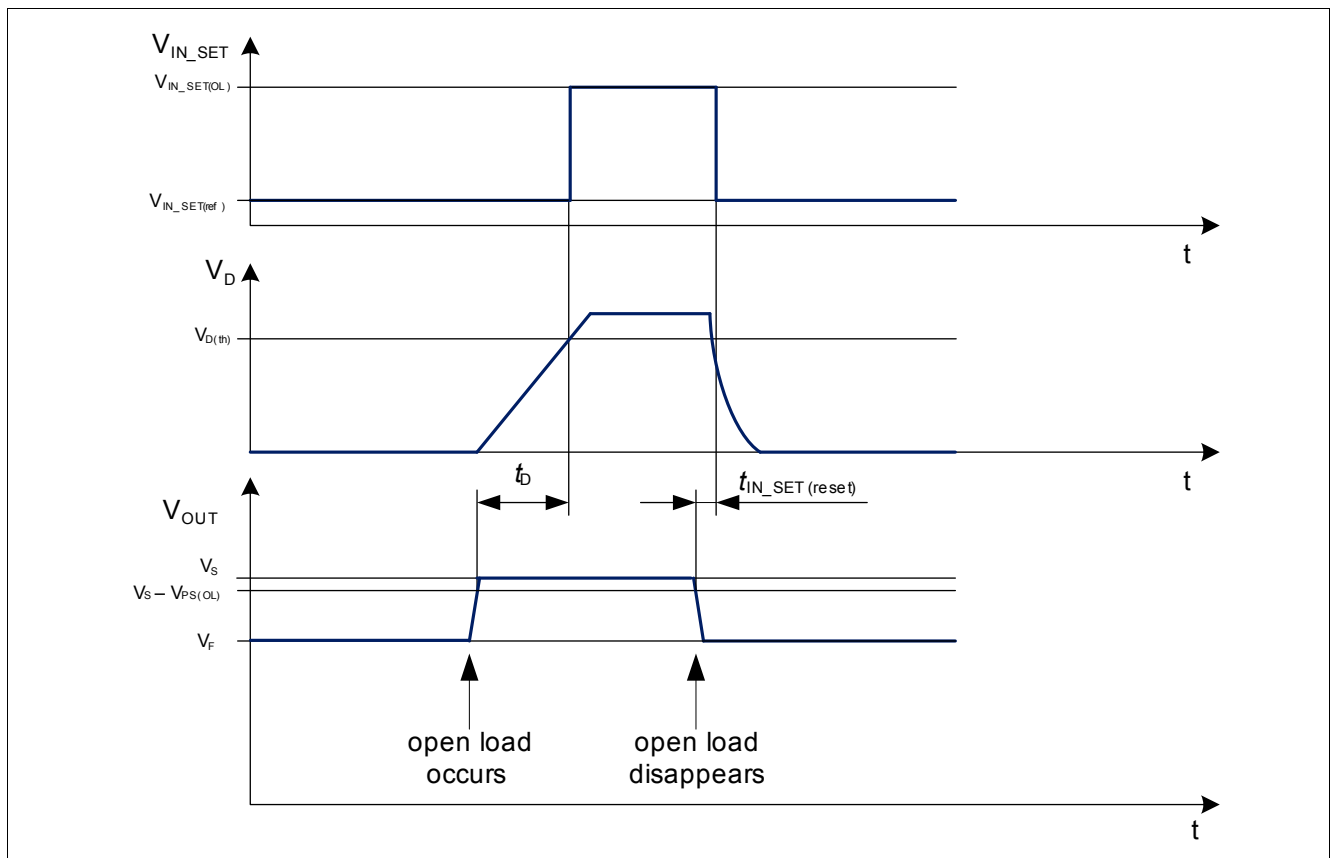 V_IN_SET
V_IN_SET(OL)
V_IN_SET(ref)
t
V_D
V_D(th)
t
t_D
t_IN_SET(reset)
V_OUT
V_S
V_S – V_PS(OL)
V_F
open load
occurs
open load
disappears
t